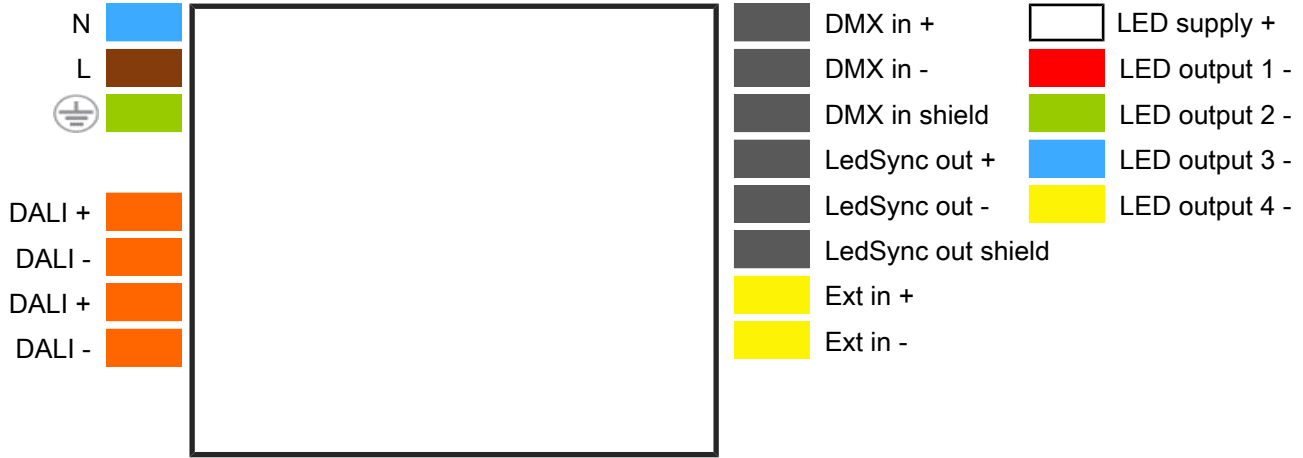 N
L
DALI +
DALI -
DALI +
DALI -
DMX in +
DMX in -
DMX in shield
LedSync out +
LedSync out -
LedSync out shield
Ext in +
Ext in -
LED supply +
LED output 1 -
LED output 2 -
LED output 3 -
LED output 4 -